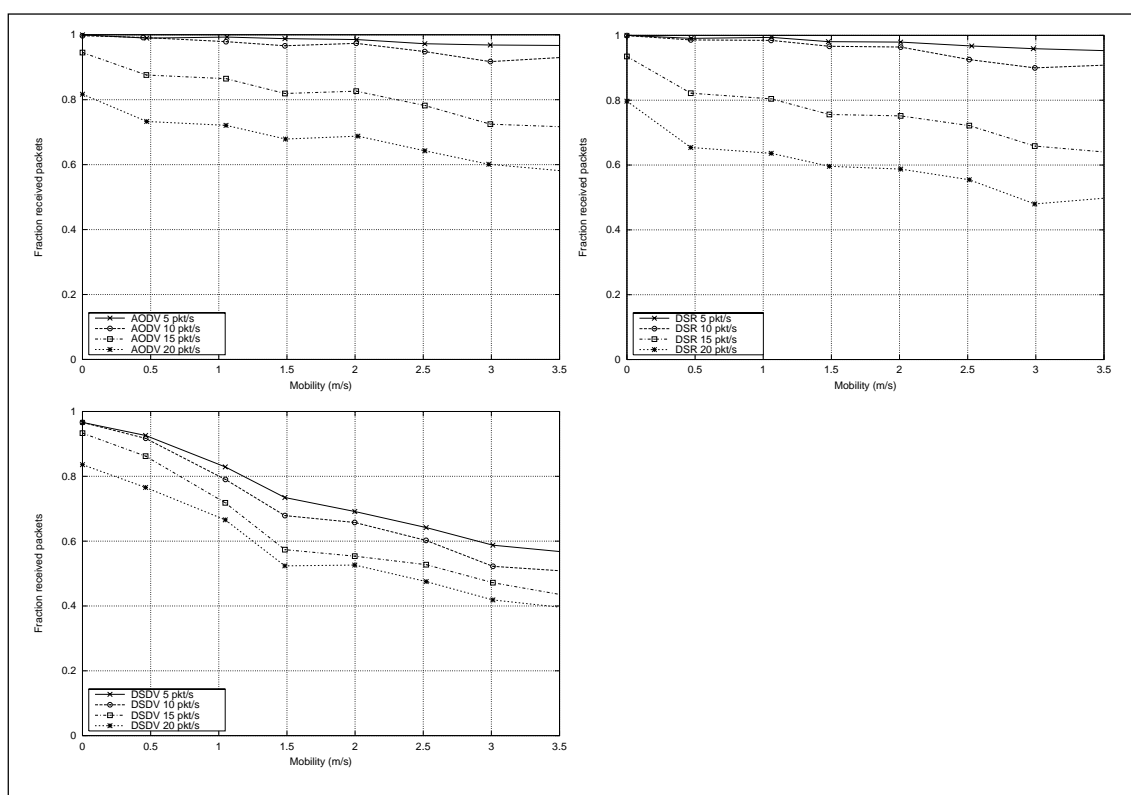 1
0.8
0.6
0.4
0.2
0
Fraction received packets
AODV 5 pkt/s
AODV 10 pkt/s
AODV 15 pkt/s
AODV 20 pkt/s
0 0.5 1 1.5 2 2.5 3 3.5
Mobility (m/s)
1
0.8
0.6
0.4
0.2
0
Fraction received packets
DSR 5 pkt/s
DSR 10 pkt/s
DSR 15 pkt/s
DSR 20 pkt/s
0 0.5 1 1.5 2 2.5 3 3.5
Mobility (m/s)
1
0.8
0.6
0.4
0.2
0
Fraction received packets
DSDV 5 pkt/s
DSDV 10 pkt/s
DSDV 15 pkt/s
DSDV 20 pkt/s
0 0.5 1 1.5 2 2.5 3 3.5
Mobility (m/s)